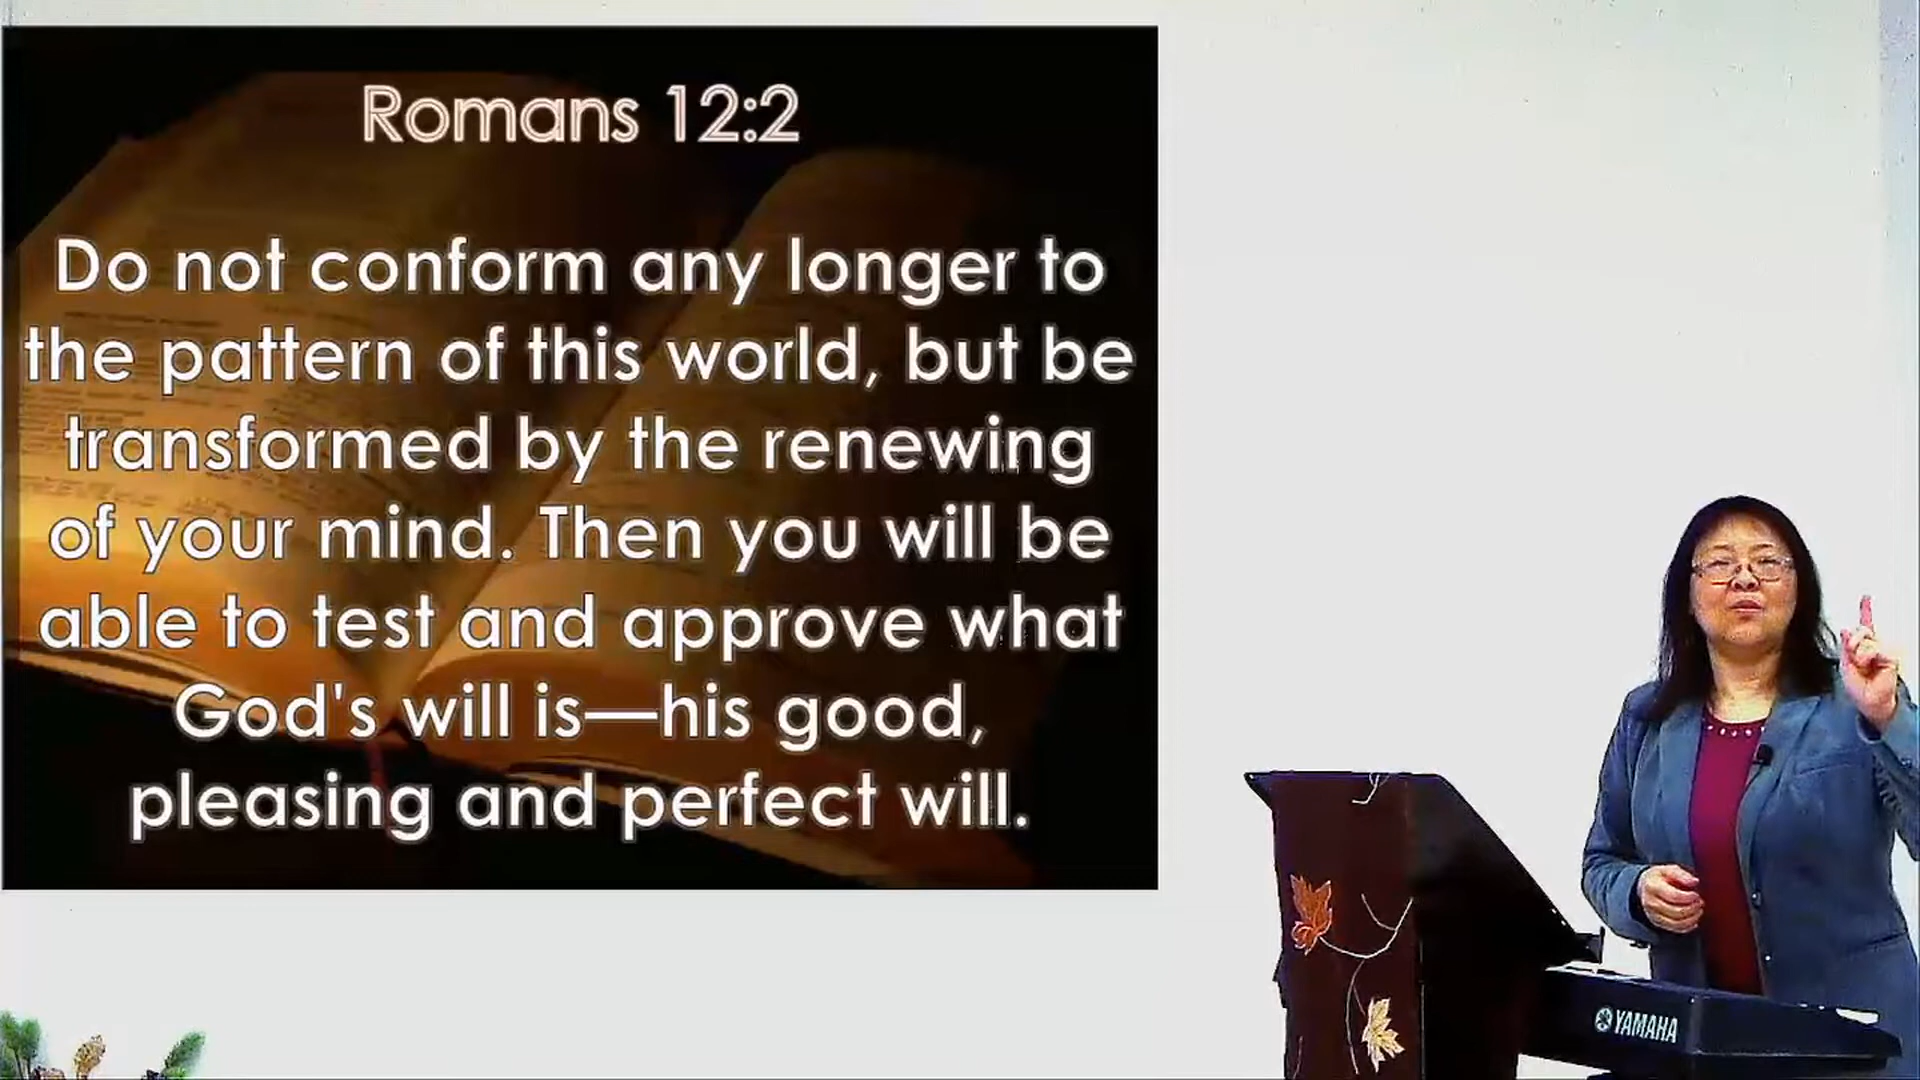 Romans 12:2
Do not conform any longer to
the pattern of this world, but be
transformed by the renewing
of your mind. Then you will be
able to test and approve what
God's will is—his good,
pleasing and perfect will.
YAMAHA